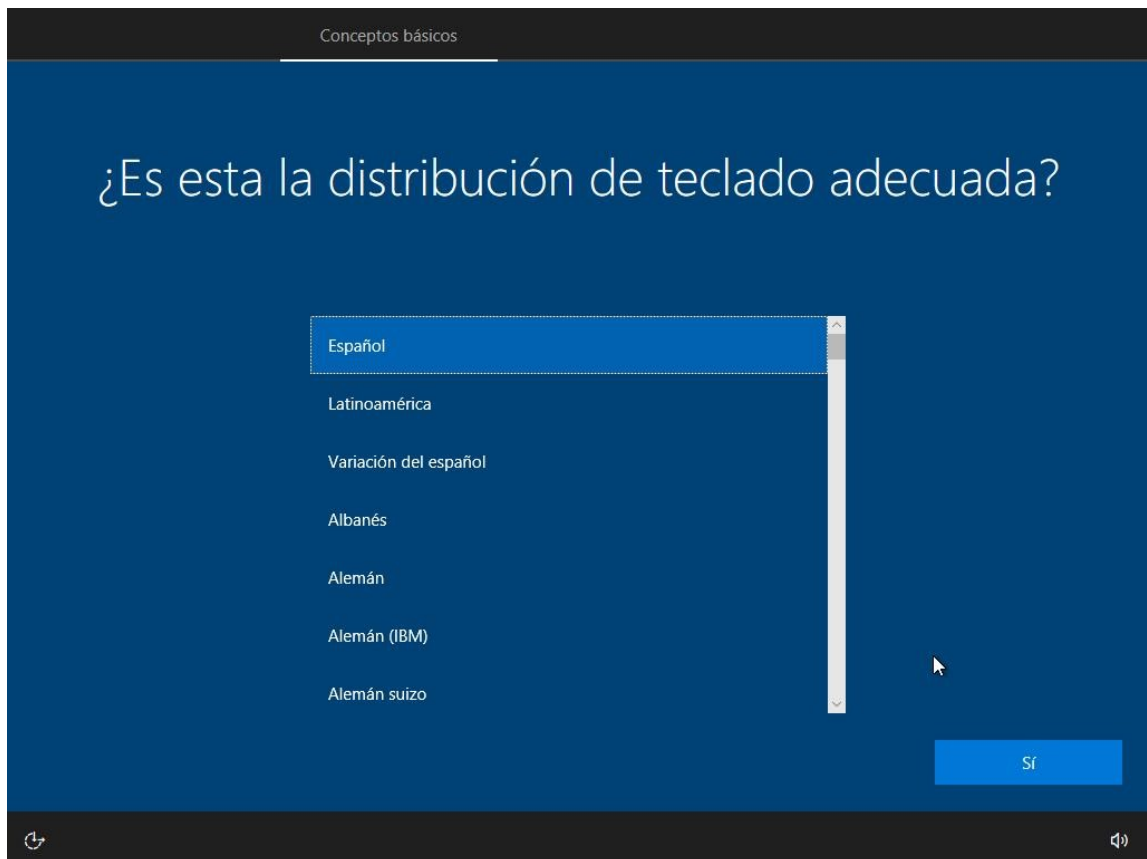 Conceptos básicos
¿Es esta la distribución de teclado adecuada?
Español
Latinoamérica
Variación del español
Albanés
Alemán
Alemán (IBM)
Alemán suizo
Sí